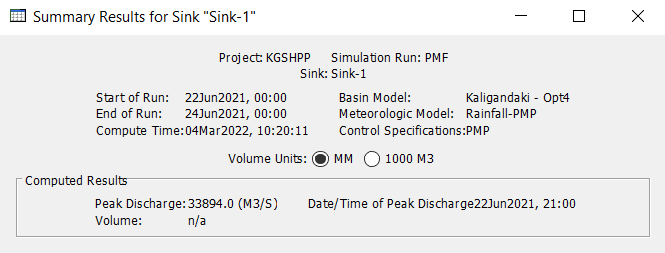 Summary Results for Sink "Sink-1"
Project: KGSHPP Simulation Run: PMF
Sink: Sink-1
Start of Run: 22Jun2021, 00:00 Basin Model: Kaligandaki - Opt4
End of Run: 24Jun2021, 00:00 Meteorologic Model: Rainfall-PMP
Compute Time:04Mar2022, 10:20:11 Control Specifications:PMP
Volume Units: MM 1000 M3
Computed Results
Peak Discharge: 33894.0 (M3/S) Date/Time of Peak Discharge22Jun2021, 21:00
Volume: n/a